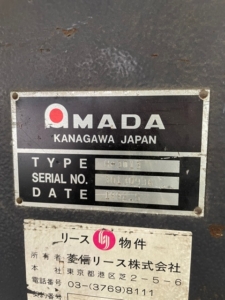 AMADA
KANAGAWA JAPAN
TYPE
SERIAL NO.
DATE
リース 物件
所有者 菱信リース株式会社
本社 東京都港区芝2-5-6
電話番号 03-(3769)8111